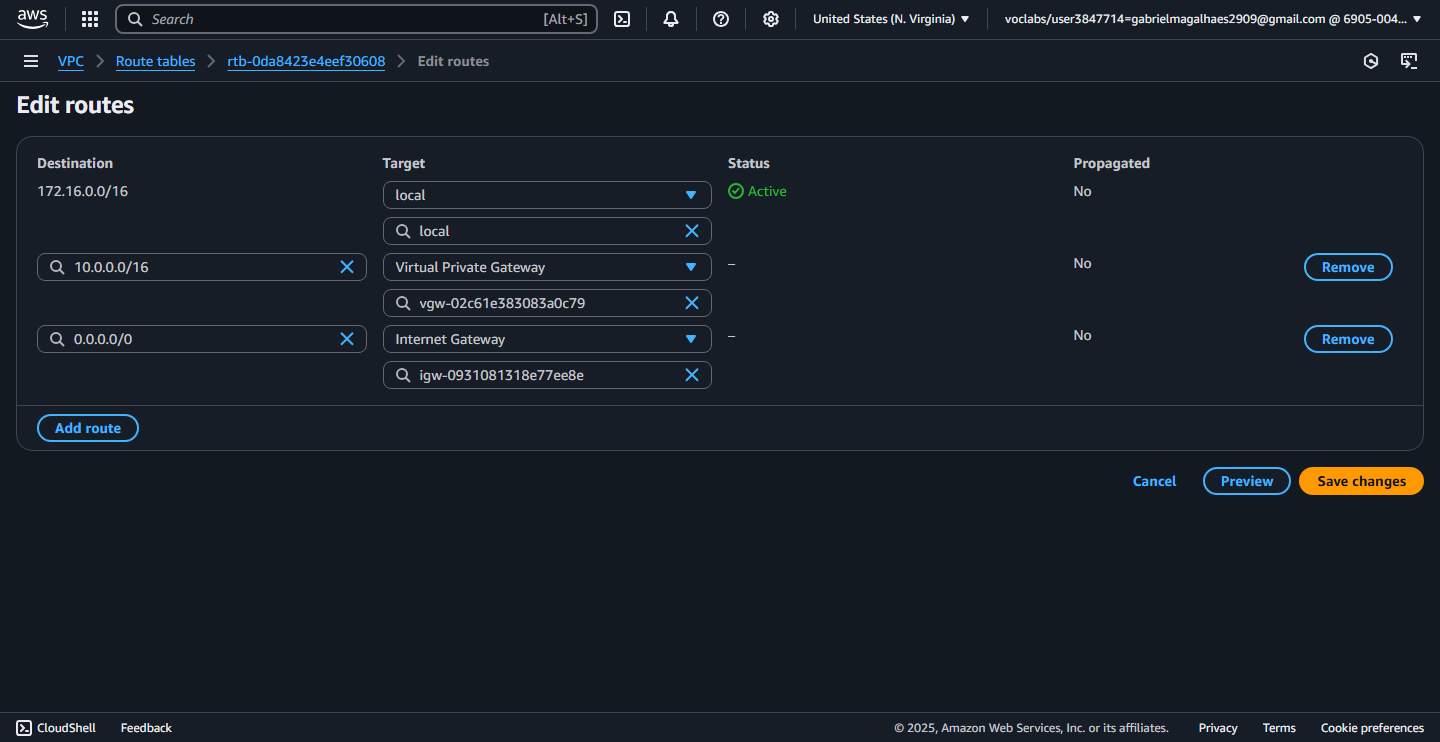 aws
Search [Alt+S]
United States (N. Virginia)
voclabs/user3847714=gabrielmagalhaes2909@gmail.com @ 6905-004...
VPC
Route tables
rtb-0da8423e4eef30608
Edit routes
Edit routes
Destination Target Status Propagated
172.16.0.0/16 local Active No
local
10.0.0.0/16 Virtual Private Gateway – No Remove
vgw-02c61e383083a0c79
0.0.0.0/0 Internet Gateway – No Remove
igw-0931081318e77ee8e
Add route
Cancel Preview Save changes
CloudShell Feedback © 2025, Amazon Web Services, Inc. or its affiliates. Privacy Terms Cookie preferences